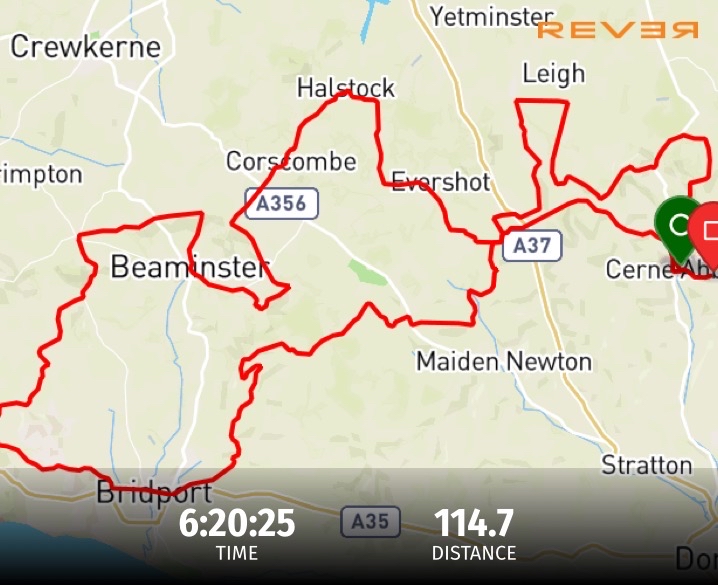 Yetminster
REVER
Crewkerne
Leigh
Halstock
Corscombe
rimpton
Evershot
A356
A37
Beaminster
Cerne Ab
Maiden Newton
Stratton
Bridport
6:20:25
A35
114.7
TIME
DISTANCE
Do